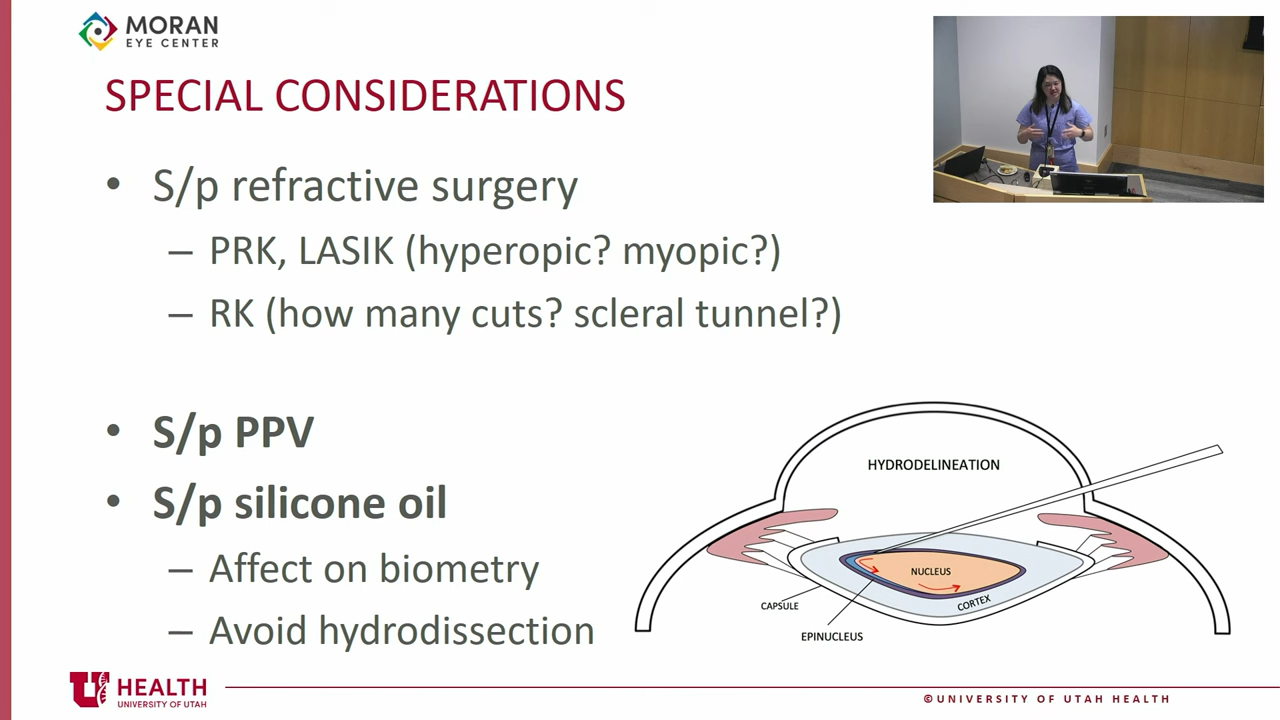 MORAN
EYE CENTER
SPECIAL CONSIDERATIONS
• S/p refractive surgery
– PRK, LASIK (hyperopic? myopic?)
– RK (how many cuts? scleral tunnel?)
• S/p PPV
• S/p silicone oil
– Affect on biometry
– Avoid hydrodissection
HYDRODELINEATION
NUCLEUS
CORTEX
CAPSULE
EPINUCLEUS
U HEALTH
UNIVERSITY OF UTAH
©UNIVERSITY OF UTAH HEALTH